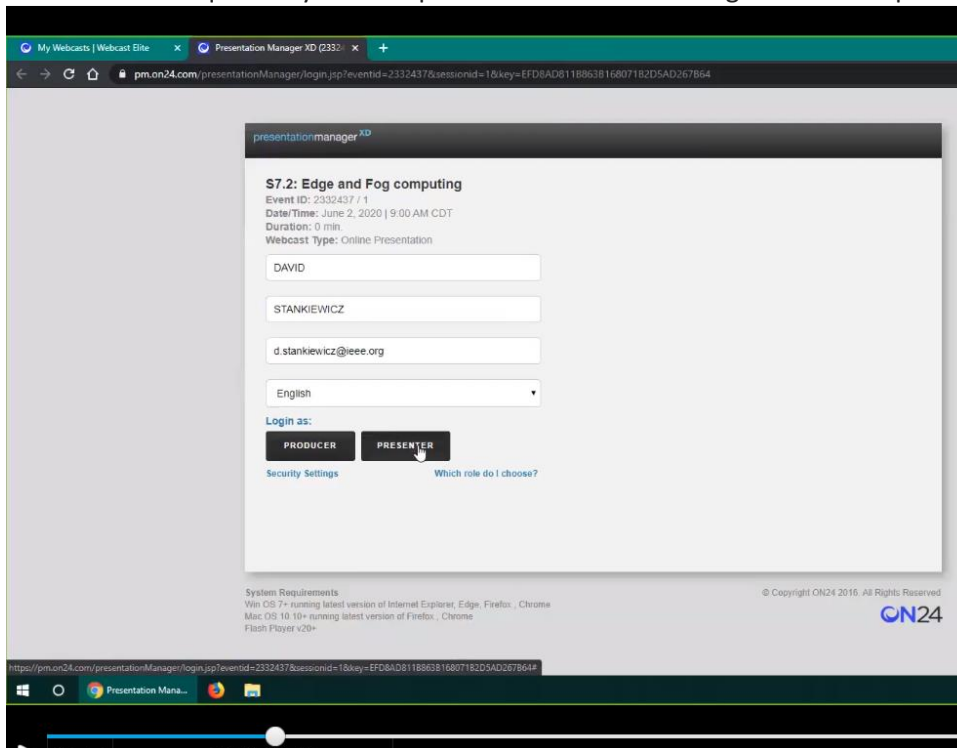 My Webcasts | Webcast Elite
Presentation Manager XD (2332
pm.on24.com/presentationManager/login.jsp?eventid=2332437&sessionid=1&key=EFD8AD811B863816807182D5AD267B64
presentationmanager XD
S7.2: Edge and Fog computing
Event ID: 2332437 / 1
Date/Time: June 2, 2020 | 9:00 AM CDT
Duration: 0 min.
Webcast Type: Online Presentation
DAVID
STANKIEWICZ
d.stankiewicz@ieee.org
English
Login as:
PRODUCER PRESENTER
Security Settings Which role do I choose?
System Requirements
Win OS 7+ running latest version of Internet Explorer, Edge, Firefox , Chrome
Mac OS 10.10+ running latest version of Firefox , Chrome
Flash Player v20+
© Copyright ON24 2016. All Rights Reserved
ON24
https://pm.on24.com/presentationManager/login.jsp?eventid=2332437&sessionid=1&key=EFD8AD811B863816807182D5AD267B64#
Presentation Mana...